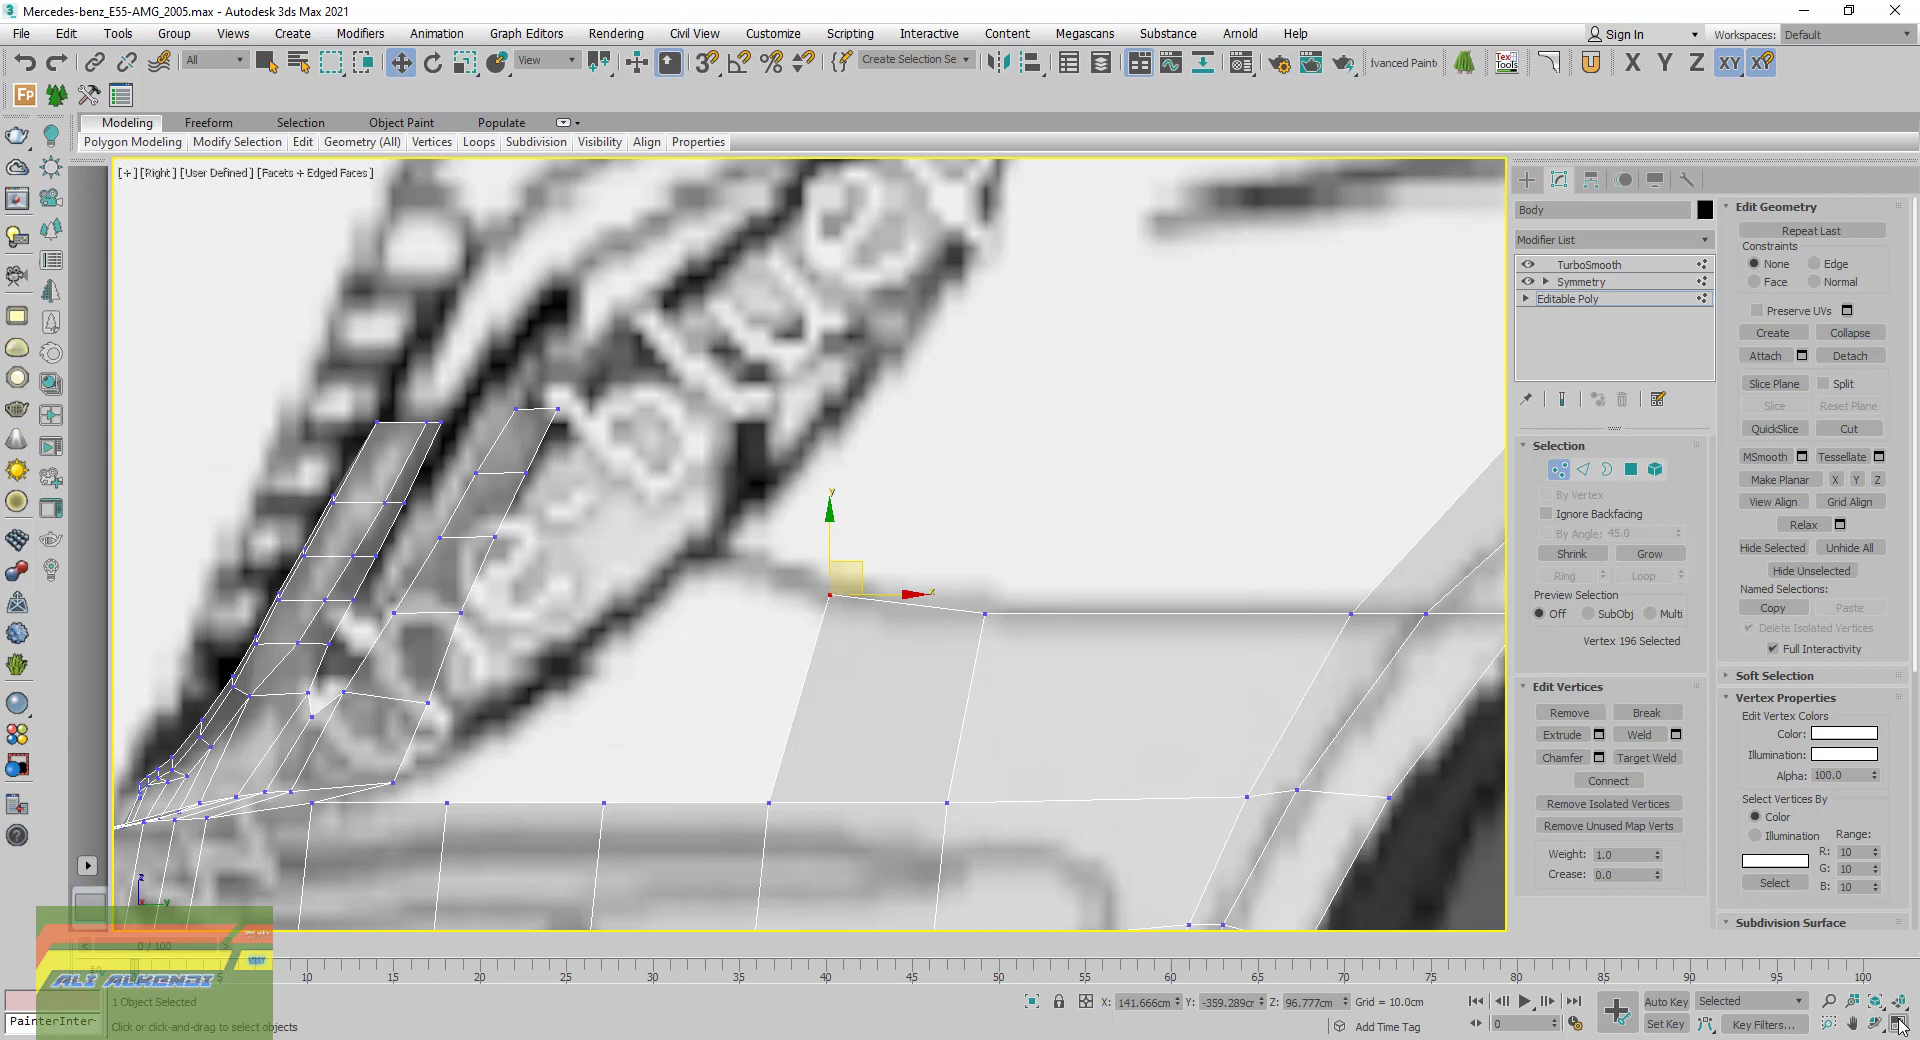 Mercedes-benz_E55-AMG_2005.max - Autodesk 3ds Max 2021
File Edit Tools Group Views Create Modifiers Animation Graph Editors Rendering Civil View Customize Scripting Interactive Content Megascans Substance Arnold Help Sign In Workspaces: Default
All View Create Selection Se lvanced Painti X Y Z XY XY
Modeling Freeform Selection Object Paint Populate
Polygon Modeling Modify Selection Edit Geometry (All) Vertices Loops Subdivision Visibility Align Properties
[+] [Right] [User Defined] [Facets + Edged Faces]
Body
Modifier List
TurboSmooth
Symmetry
Editable Poly
Selection
By Vertex
Ignore Backfacing
By Angle: 45.0
Shrink Grow
Ring Loop
Preview Selection
Off SubObj Multi
Vertex 196 Selected
Edit Vertices
Remove Break
Extrude Weld
Chamfer Target Weld
Connect
Remove Isolated Vertices
Remove Unused Map Verts
Weight: 1.0
Crease: 0.0
Edit Geometry
Repeat Last
Constraints
None Edge
Face Normal
Preserve UVs
Create Collapse
Attach Detach
Slice Plane Split
Slice Reset Plane
QuickSlice Cut
MSmooth Tessellate
Make Planar X Y Z
View Align Grid Align
Relax
Hide Selected Unhide All
Hide Unselected
Named Selections:
Copy Paste
Delete Isolated Vertices
Full Interactivity
Soft Selection
Vertex Properties
Edit Vertex Colors
Color:
Illumination:
Alpha: 100.0
Select Vertices By
Color
Illumination Range:
R: 10
G: 10
B: 10
Select
Subdivision Surface
y
x
z
x y
0 / 100
5 10 15 20 25 30 35 40 45 50 55 60 65 70 75 80 85 90 95 100
ALI ALKENDI
1 Object Selected
X: 141.666cm Y: -359.289cm Z: 96.777cm Grid = 10.0cm
Auto Key Selected
PainterInter
Click or click-and-drag to select objects
Add Time Tag
0
Set Key Key Filters...